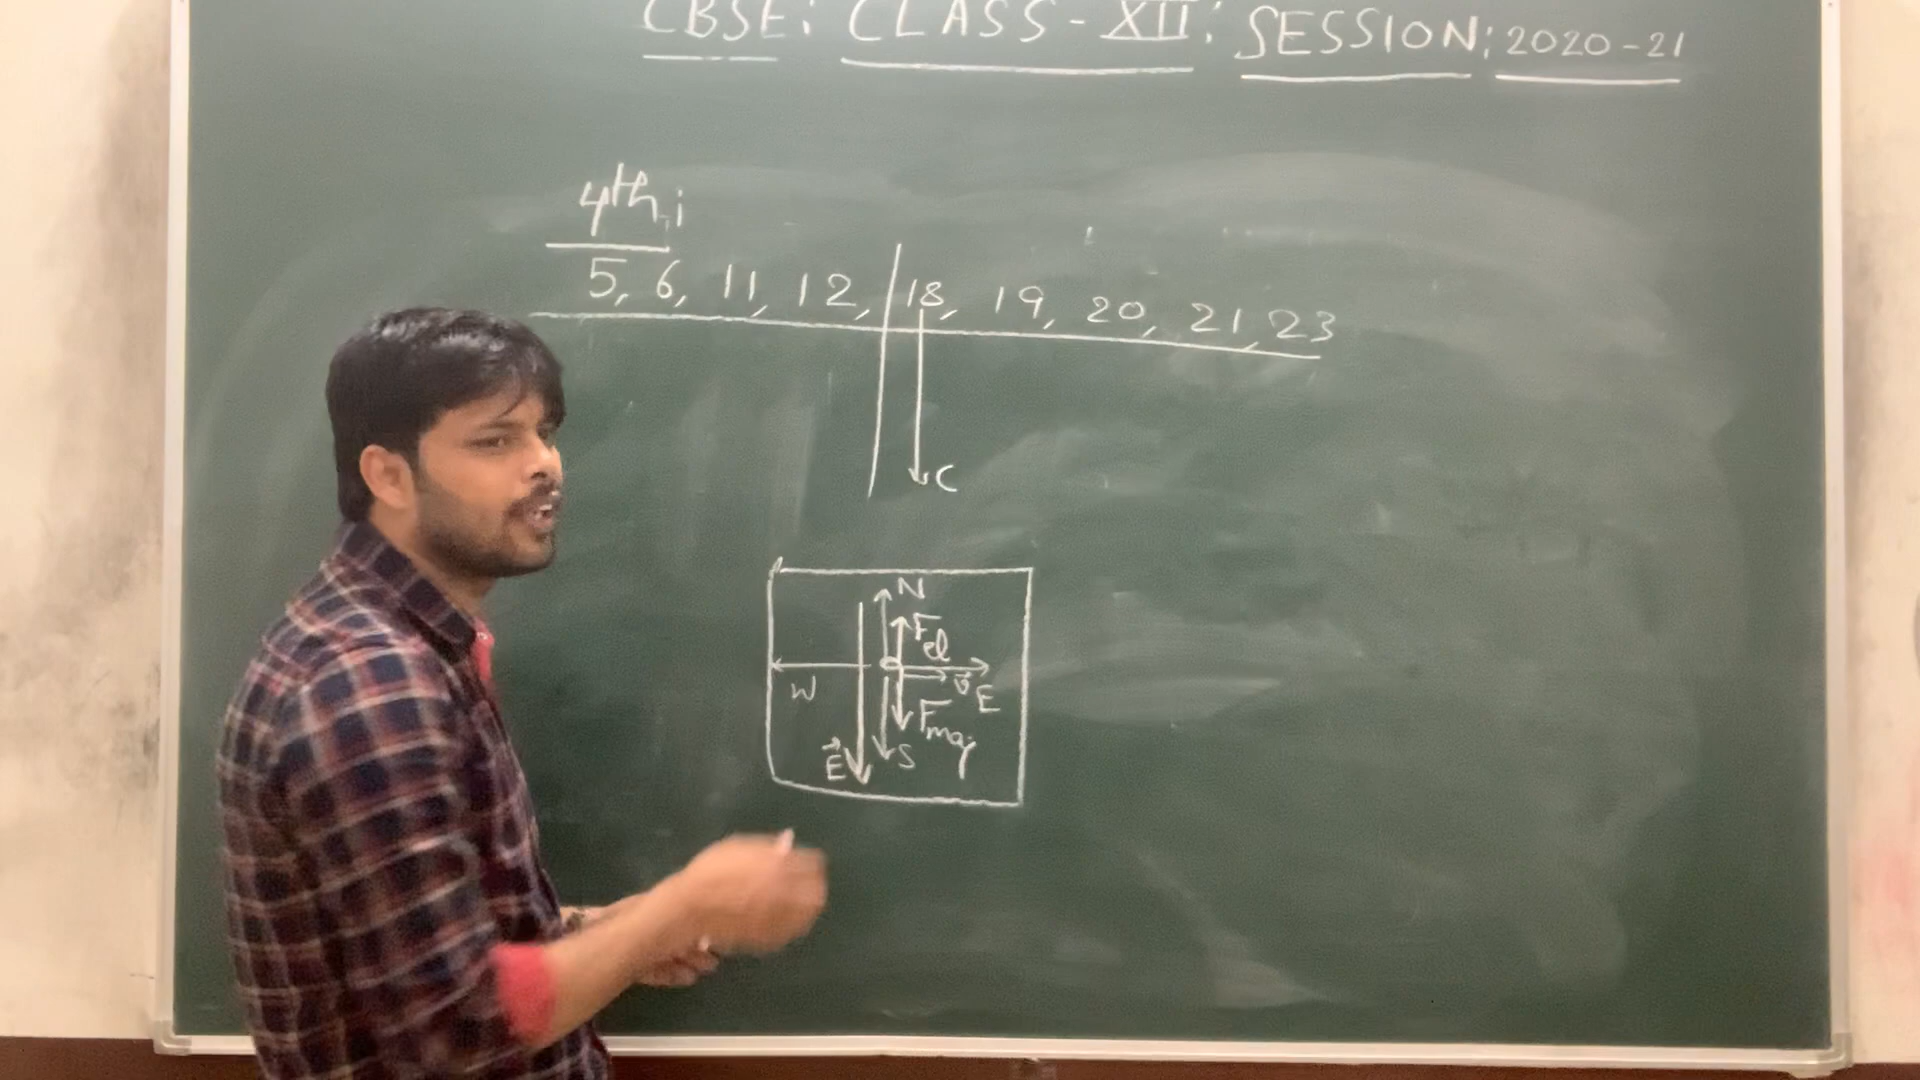 CBSE: CLASS-XII: SESSION: 2020-21
4th:
5, 6, 11, 12, 18, 19, 20, 21, 23
C
N
Fel
W
v⃗
E
Fmag
S
E⃗